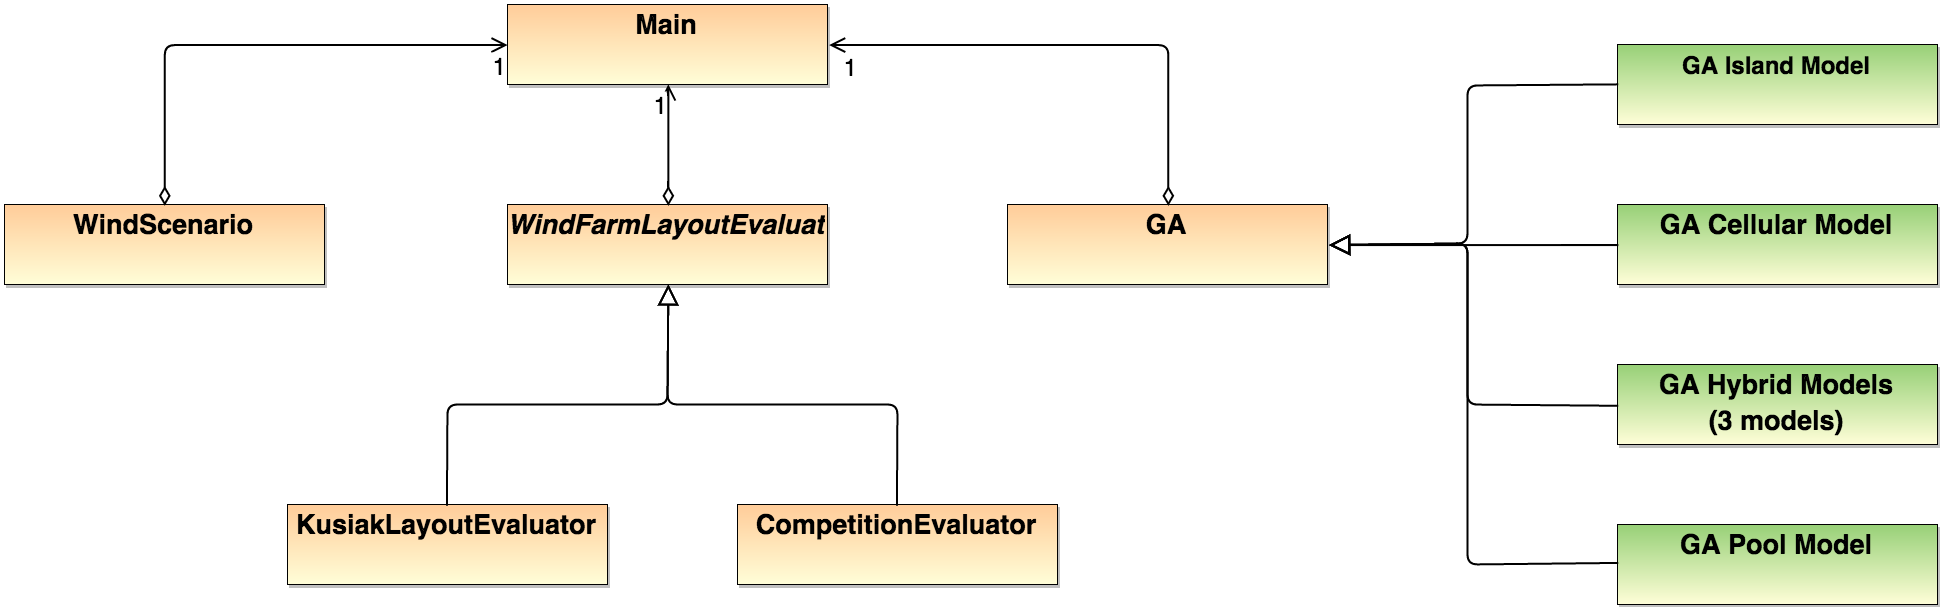 Main
1
1
1
GA Island Model
WindScenario
WindFarmLayoutEvaluat
GA
GA Cellular Model
GA Hybrid Models
(3 models)
KusiakLayoutEvaluator
CompetitionEvaluator
GA Pool Model